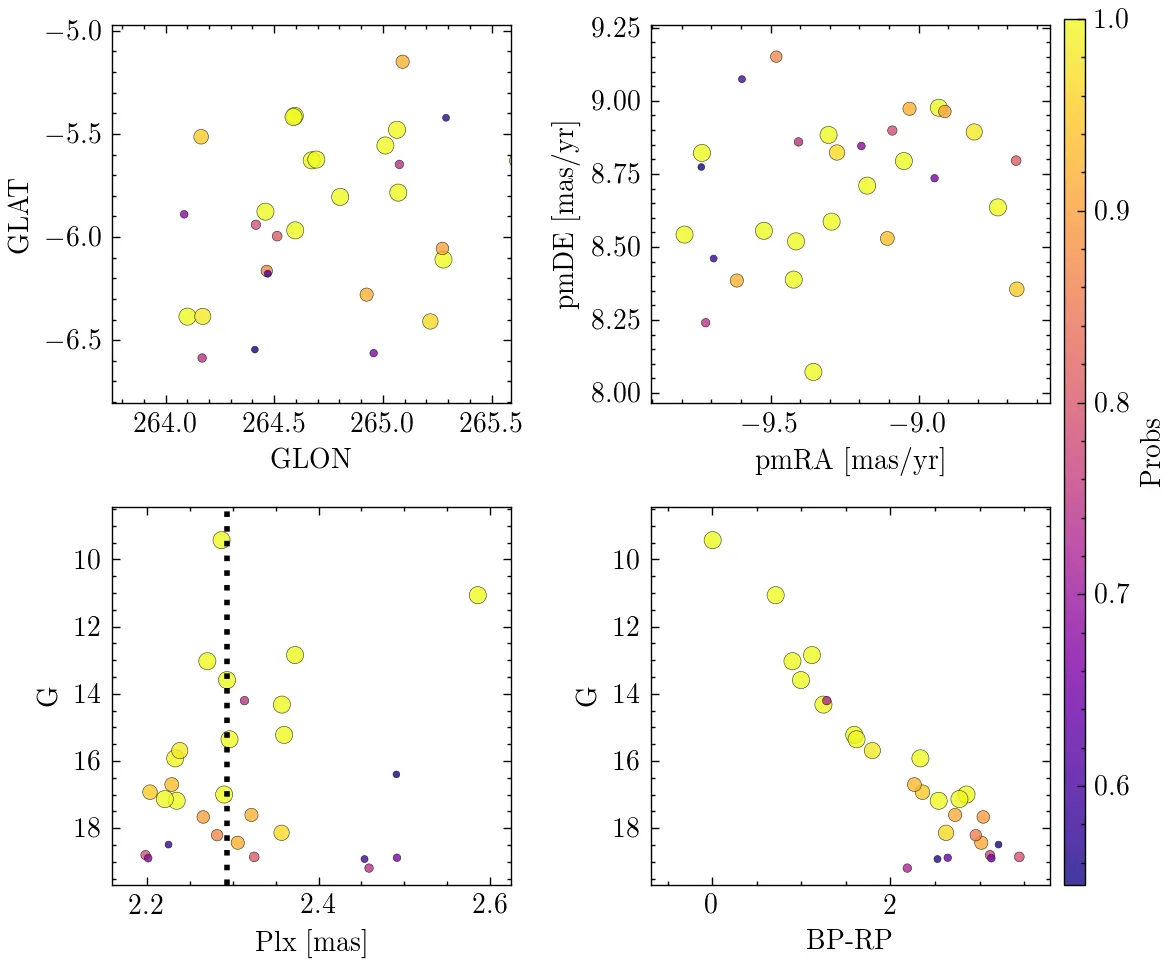 −5.0
−5.5
−6.0
−6.5
GLAT
264.0 264.5 265.0 265.5
GLON
9.25
9.00
8.75
8.50
8.25
8.00
pmDE [mas/yr]
−9.5 −9.0
pmRA [mas/yr]
10
12
14
16
18
G
2.2 2.4 2.6
Plx [mas]
10
12
14
16
18
G
0 2
BP-RP
1.0
0.9
0.8
0.7
0.6
Probs